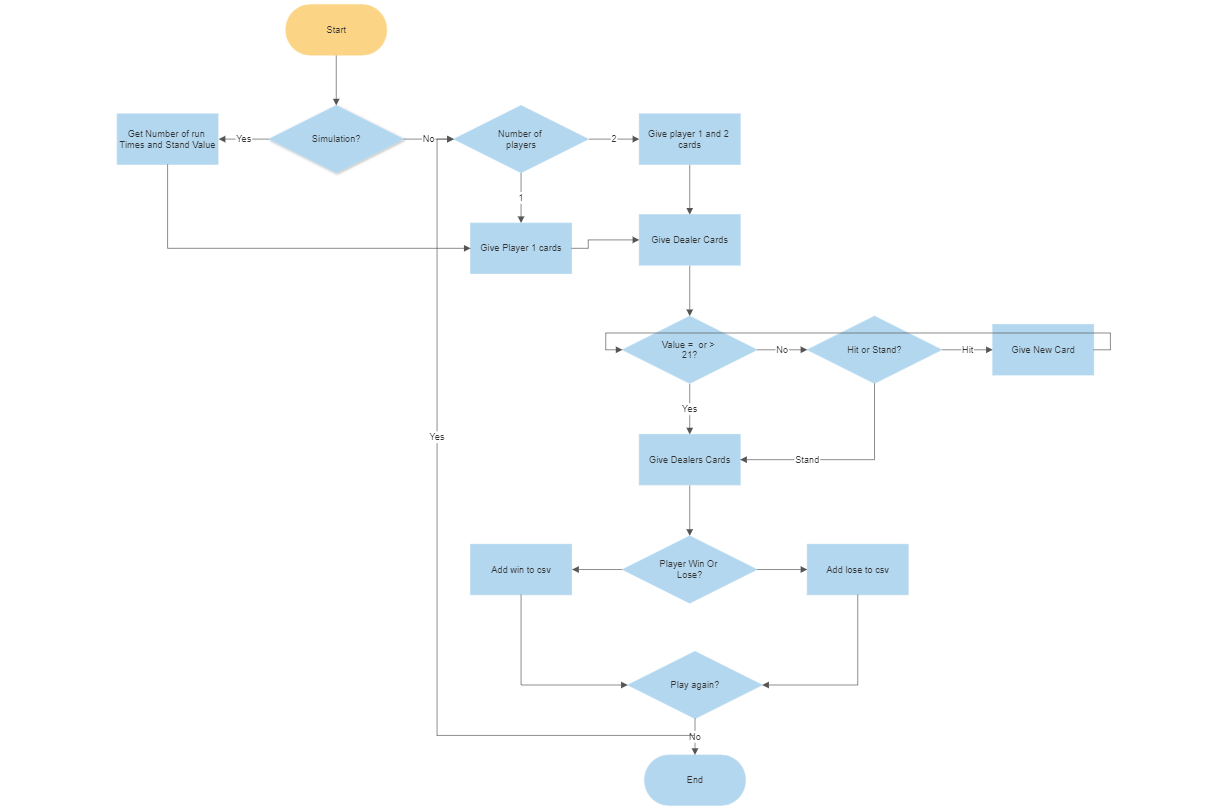 Start
Get Number of run
Times and Stand Value
Yes
Simulation?
No
Number of
players
2
Give player 1 and 2
cards
1
Give Player 1 cards
Give Dealer Cards
Value =  or >
21?
No
Hit or Stand?
Hit
Give New Card
Yes
Yes
Give Dealers Cards
Stand
Add win to csv
Player Win Or
Lose?
Add lose to csv
Play again?
No
End